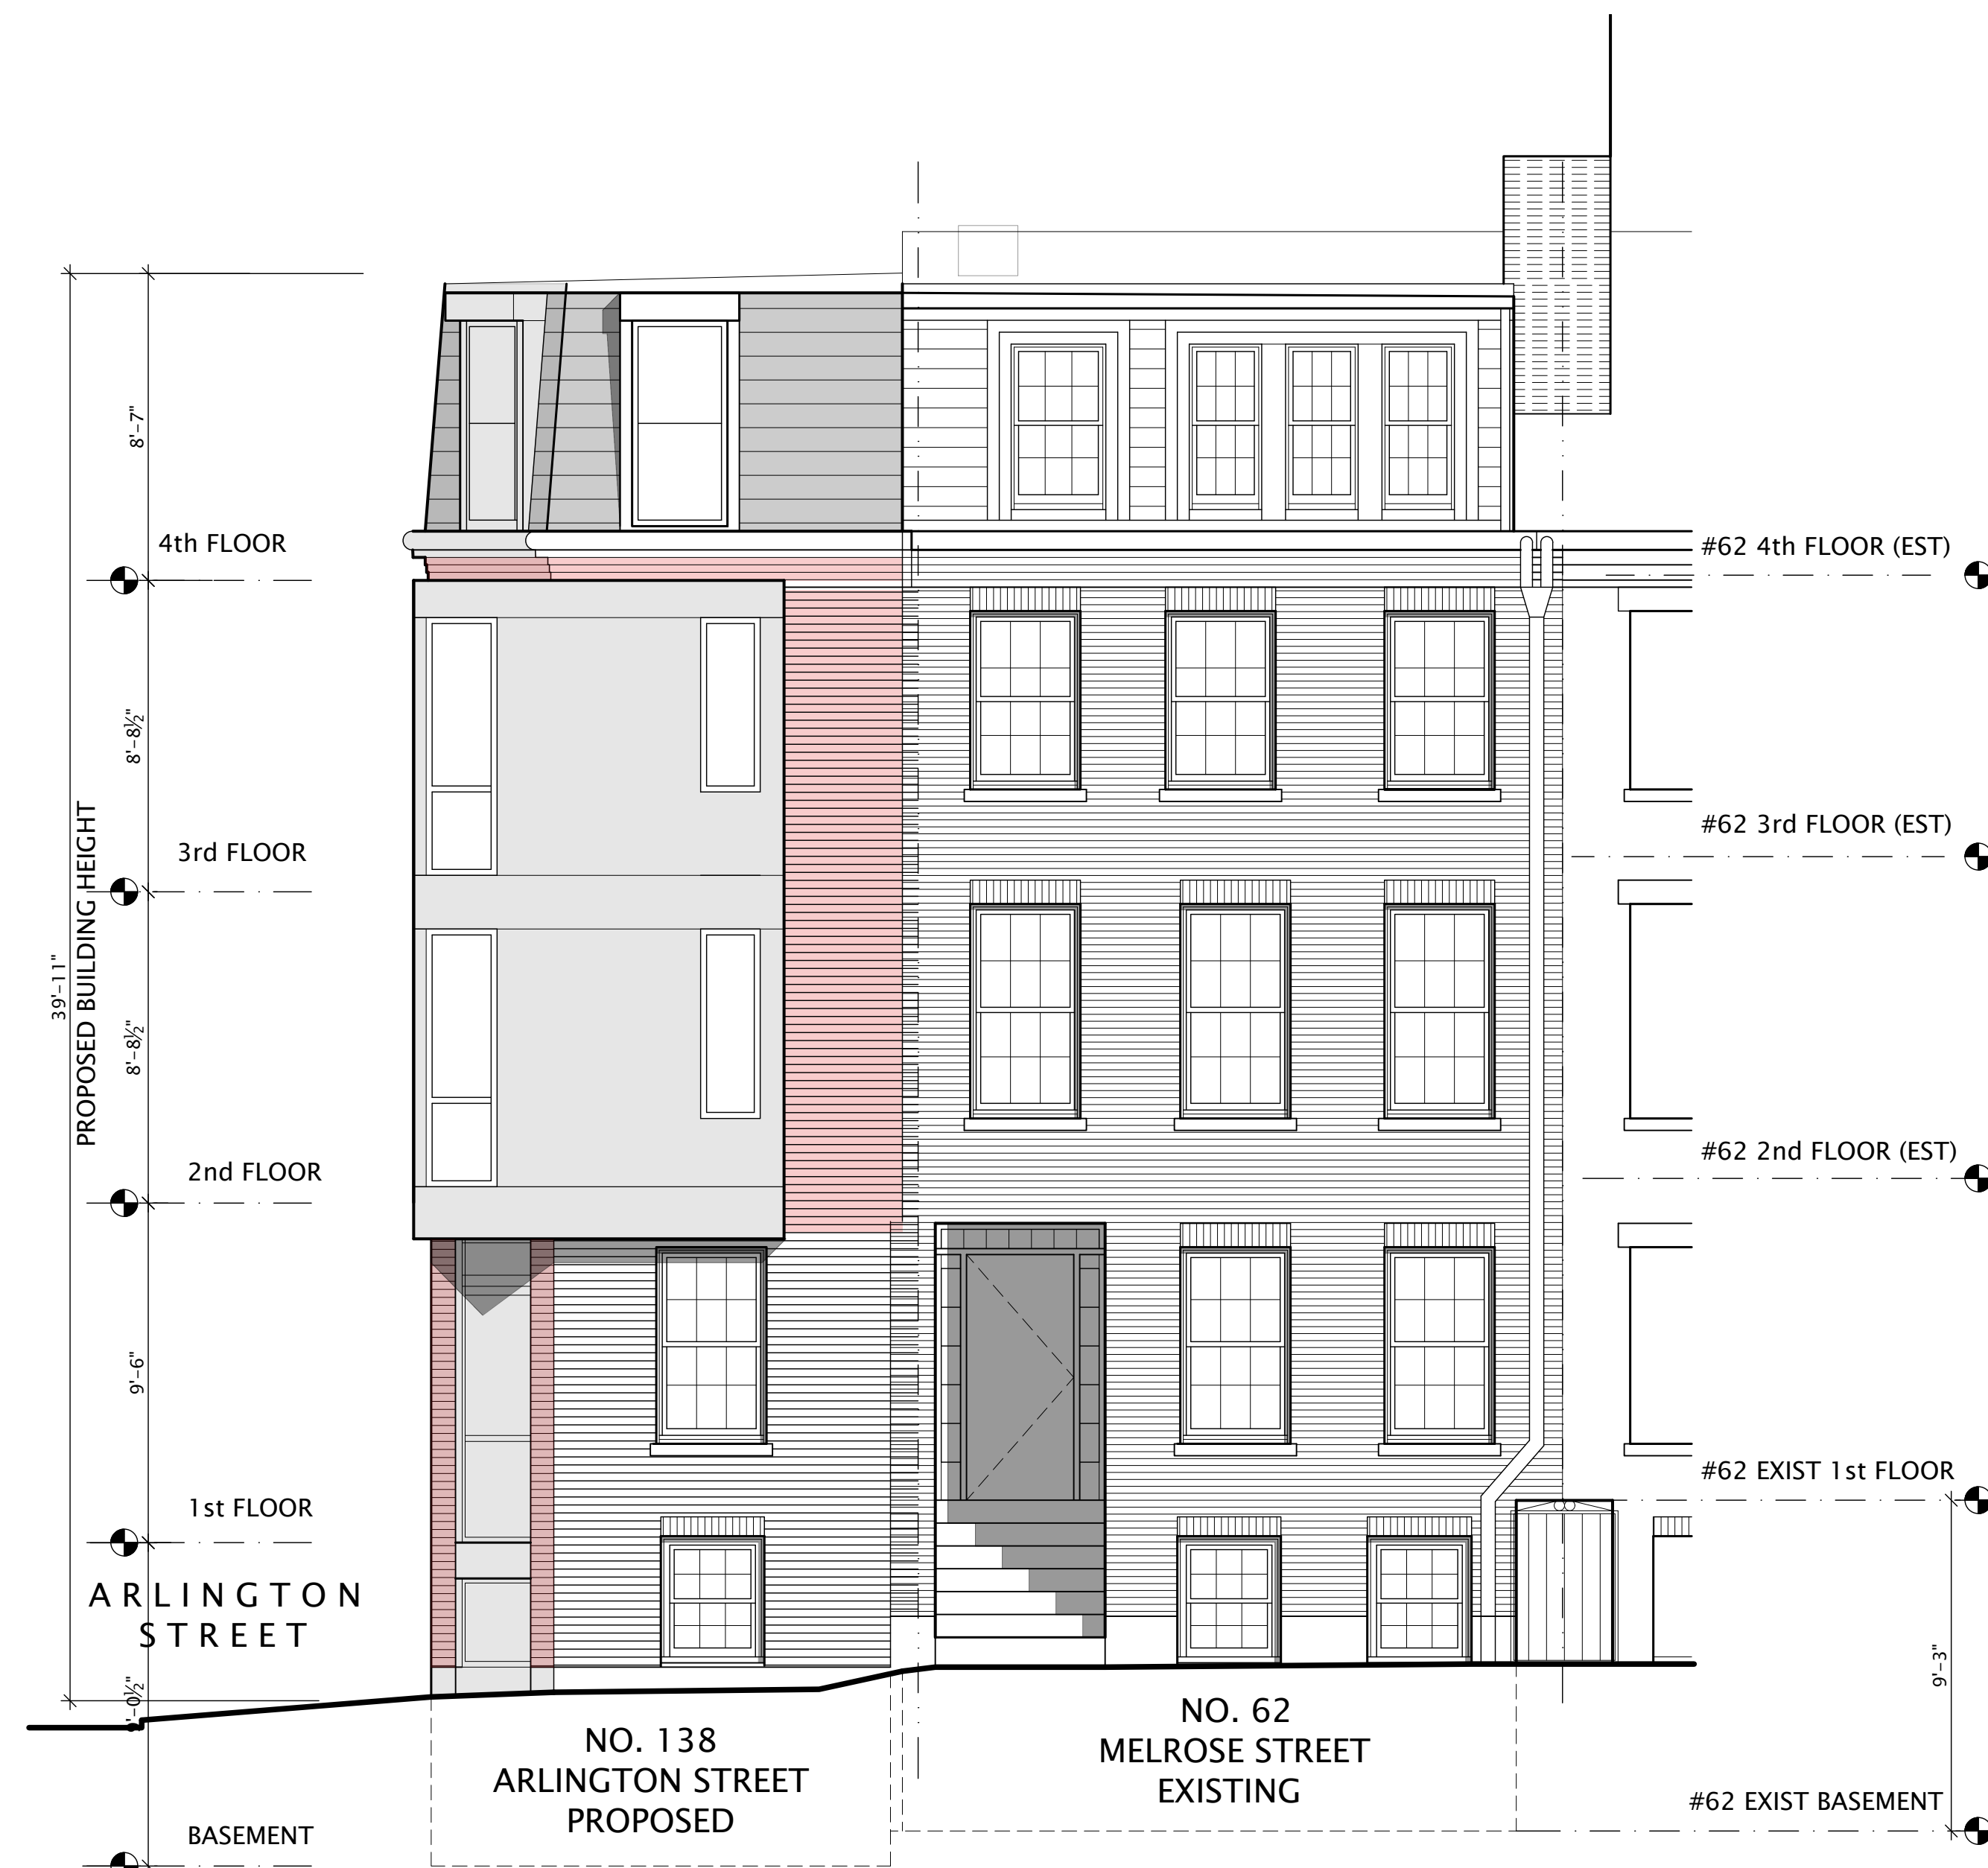 8'-7"
4th FLOOR
#62 4th FLOOR (EST)
8'-8½"
#62 3rd FLOOR (EST)
3rd FLOOR
39'-11"
PROPOSED BUILDING HEIGHT
8'-8½"
#62 2nd FLOOR (EST)
2nd FLOOR
9'-6"
#62 EXIST 1st FLOOR
1st FLOOR
ARLINGTON
STREET
9'-3"
NO. 138
ARLINGTON STREET
PROPOSED
NO. 62
MELROSE STREET
EXISTING
#62 EXIST BASEMENT
BASEMENT